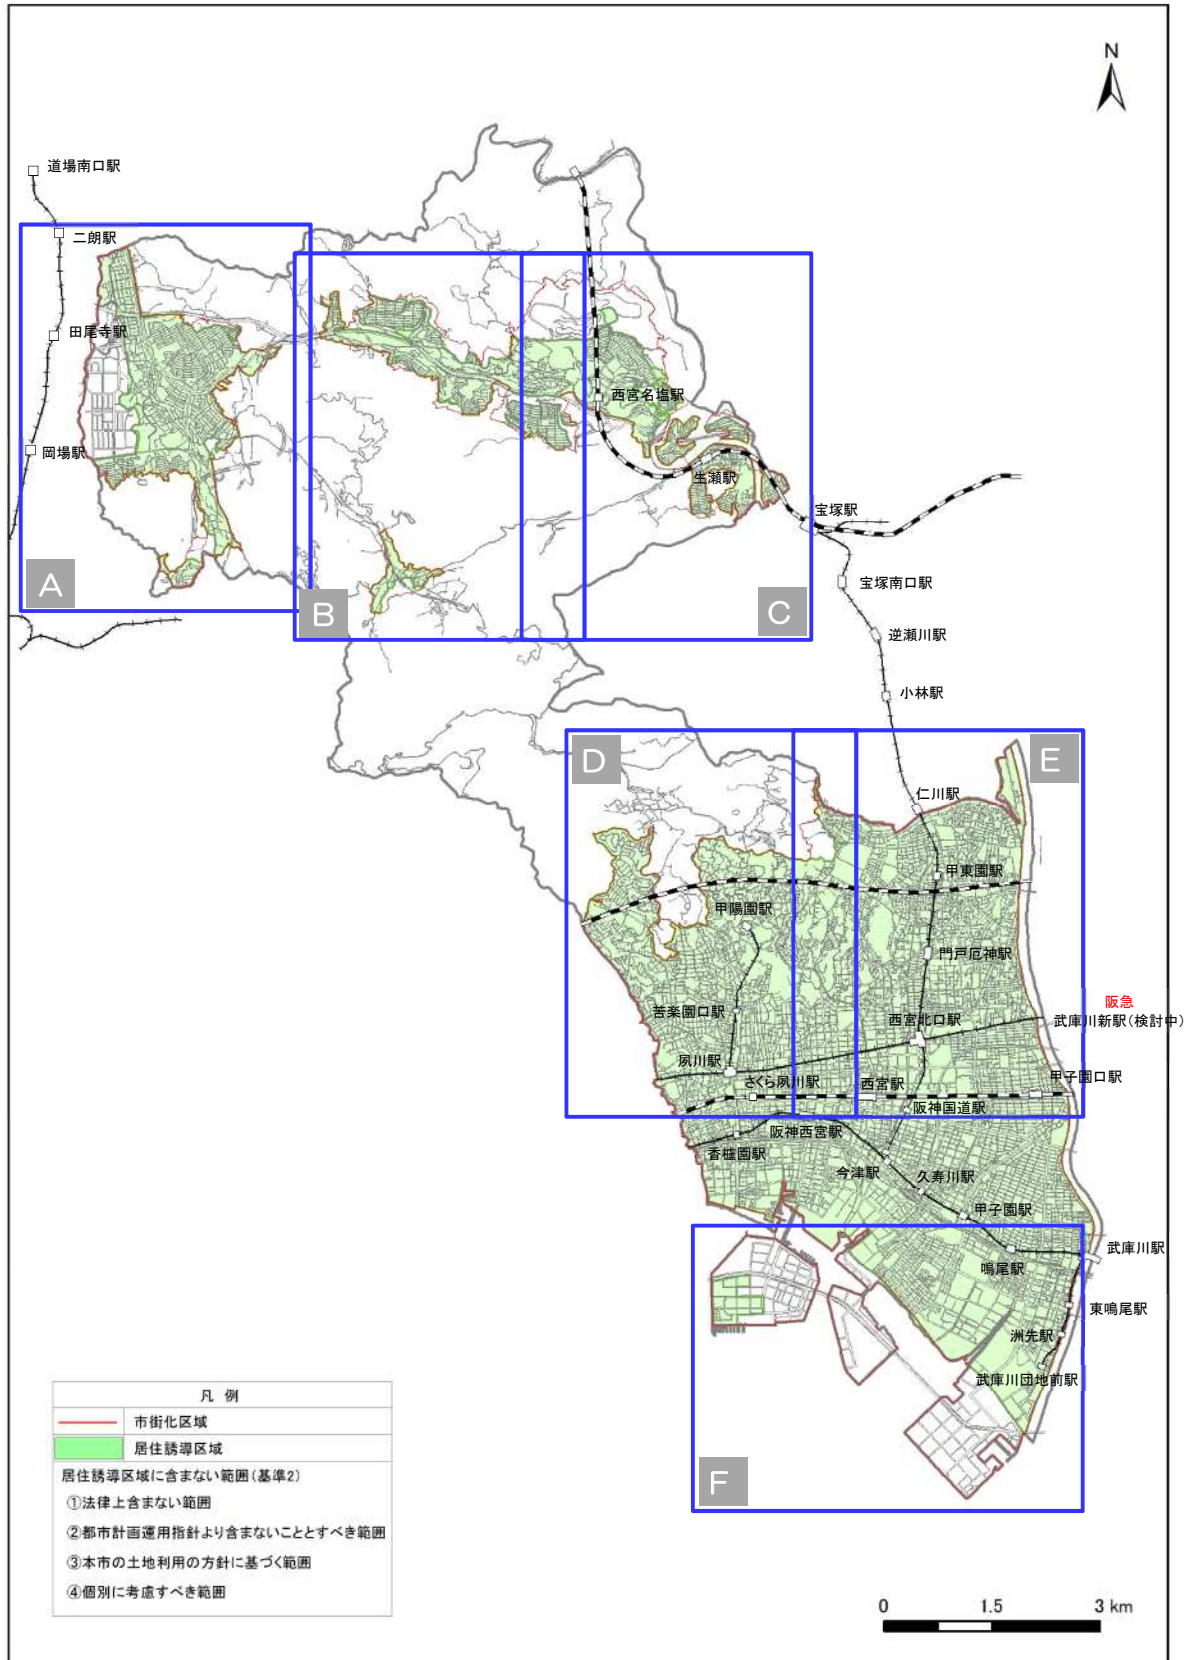 N
道場南口駅
二朗駅
田尾寺駅
岡場駅
西宮名塩駅
生瀬駅
宝塚駅
宝塚南口駅
逆瀬川駅
小林駅
A
B
C
D
E
仁川駅
甲東園駅
甲陽園駅
門戸厄神駅
阪急
武庫川新駅(検討中)
苦楽園口駅
西宮北口駅
夙川駅
さくら夙川駅
西宮駅
甲子園口駅
阪神国道駅
阪神西宮駅
香櫨園駅
今津駅
久寿川駅
甲子園駅
鳴尾駅
武庫川駅
東鳴尾駅
洲先駅
武庫川団地前駅
F
凡 例
市街化区域
居住誘導区域
居住誘導区域に含まない範囲(基準2)
①法律上含まない範囲
②都市計画運用指針より含まないこととすべき範囲
③本市の土地利用の方針に基づく範囲
④個別に考慮すべき範囲
0 1.5 3 km